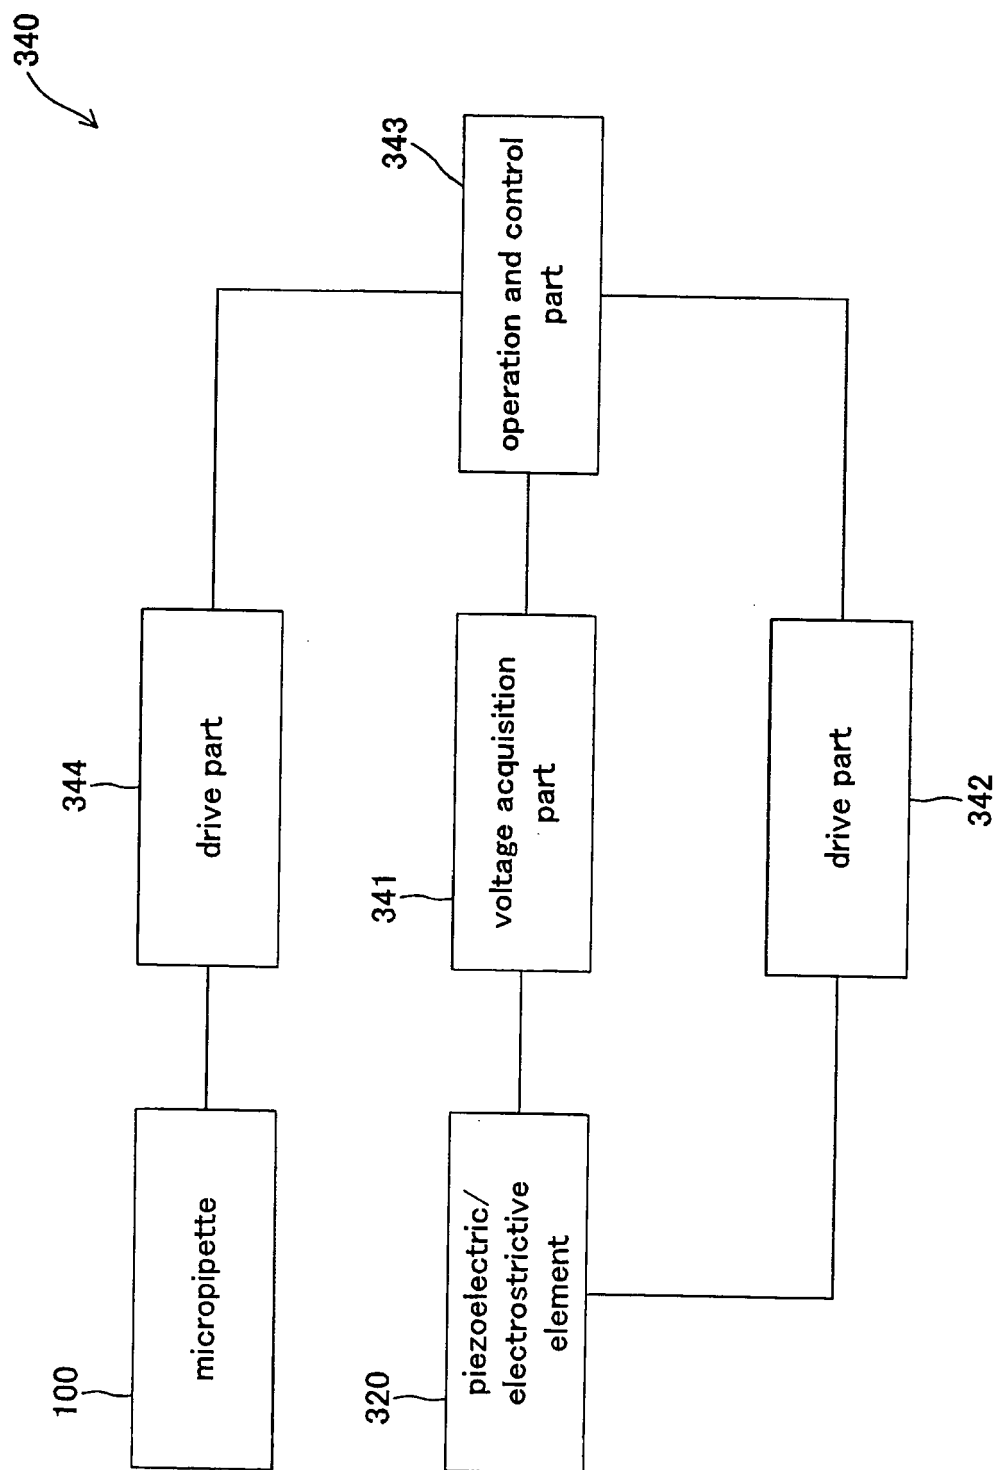 340
100
micropipette
344
drive part
343
operation and control
part
320
piezoelectric/
electrostrictive
element
341
voltage acquisition
part
342
drive part